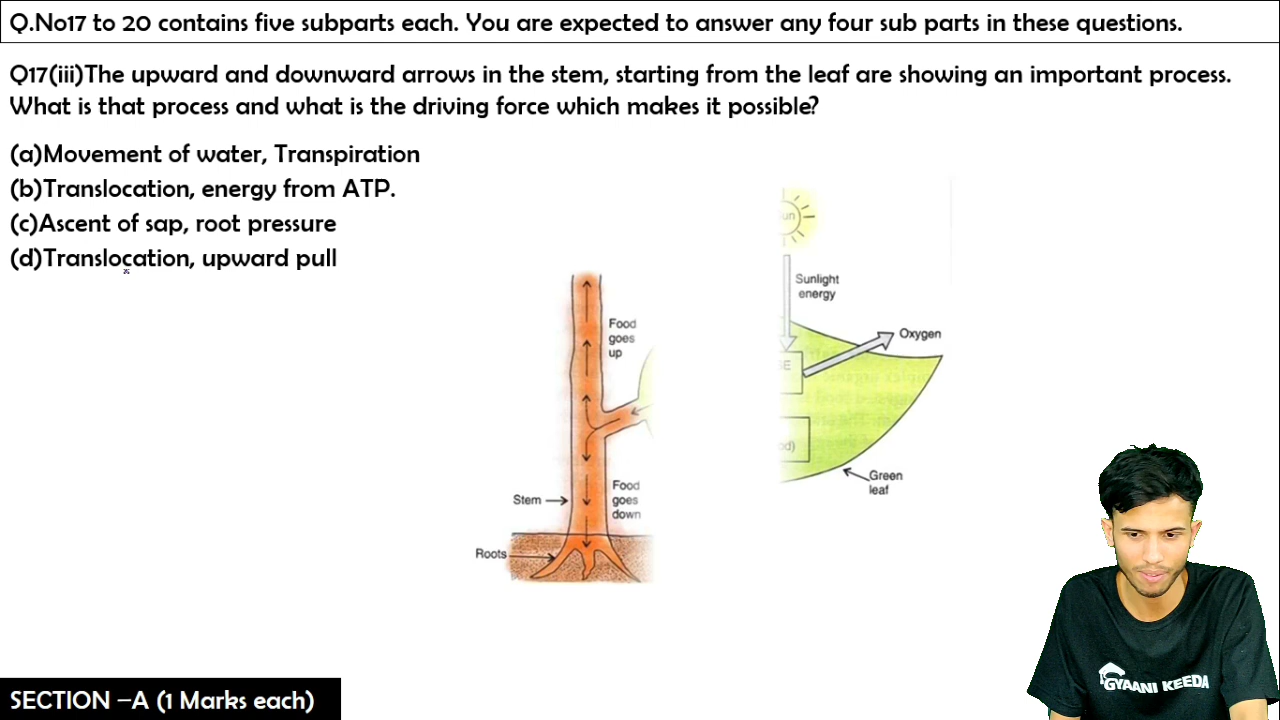 Q.No17 to 20 contains five subparts each. You are expected to answer any four sub parts in these questions.
Q17(iii)The upward and downward arrows in the stem, starting from the leaf are showing an important process.
What is that process and what is the driving force which makes it possible?
(a)Movement of water, Transpiration
(b)Translocation, energy from ATP.
(c)Ascent of sap, root pressure
(d)Translocation, upward pull
un
Sunlight
energy
Oxygen
Food
goes
up
Green
leaf
Food
goes
down
Stem
Roots
GYAANI KEEDA
SECTION –A (1 Marks each)